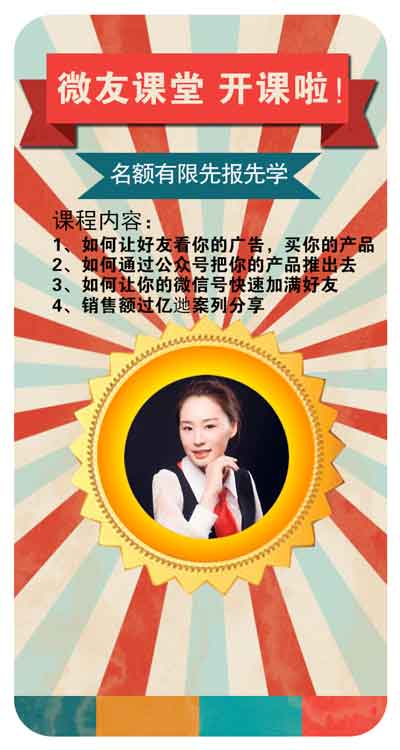 微友课堂 开课啦!
名额有限先报先学
课程内容：
1、如何让好友看你的广告，买你的产品
2、如何通过公众号把你的产品推出去
3、如何让你的微信号快速加满好友
4、销售额过亿迆案列分享